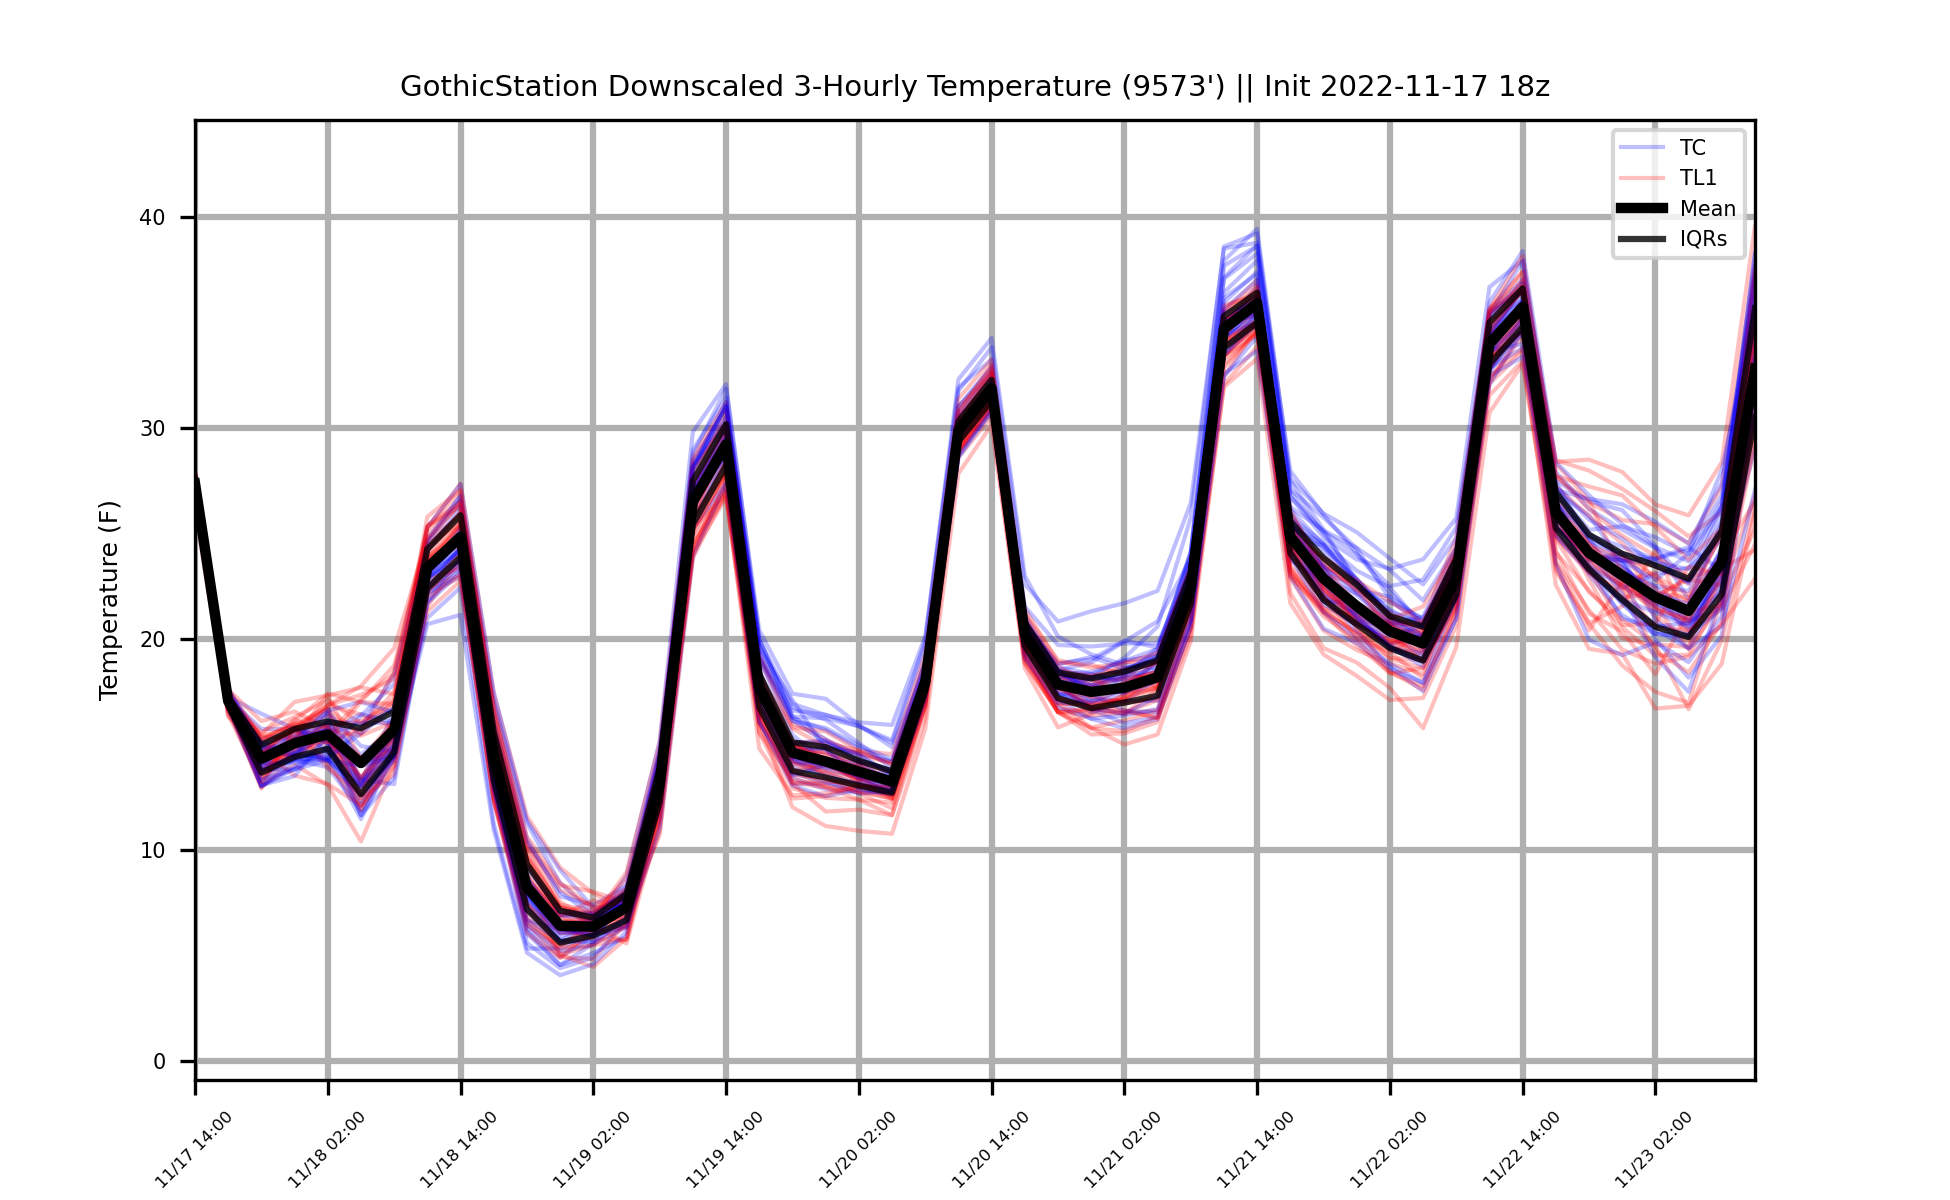 GothicStation Downscaled 3-Hourly Temperature (9573') || Init 2022-11-17 18z
TC
TL1
Mean
IQRs
Temperature (F)
40
30
20
10
0
11/17 14:00
11/18 02:00
11/18 14:00
11/19 02:00
11/19 14:00
11/20 02:00
11/20 14:00
11/21 02:00
11/21 14:00
11/22 02:00
11/22 14:00
11/23 02:00